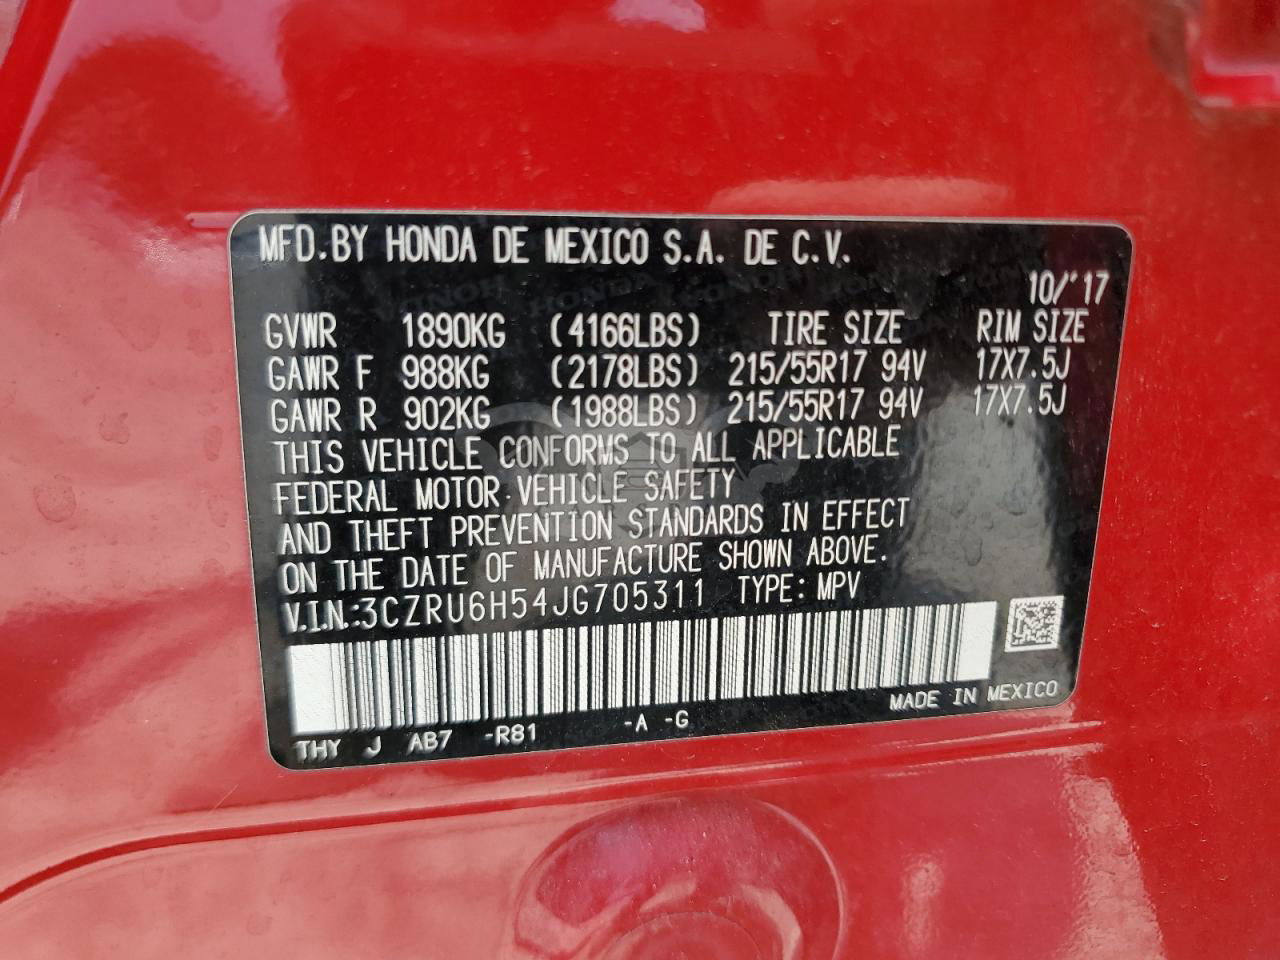 MFD.BY HONDA DE MEXICO S.A. DE C.V.
10/'17
GVWR 1890KG (4166LBS) TIRE SIZE RIM SIZE
GAWR F 988KG (2178LBS) 215/55R17 94V 17X7.5J
GAWR R 902KG (1988LBS) 215/55R17 94V 17X7.5J
THIS VEHICLE CONFORMS TO ALL APPLICABLE
FEDERAL MOTOR VEHICLE SAFETY
AND THEFT PREVENTION STANDARDS IN EFFECT
ON THE DATE OF MANUFACTURE SHOWN ABOVE.
V.I.N.:3CZRU6H54JG705311 TYPE: MPV
MADE IN MEXICO
THY J AB7 -R81 -A -G